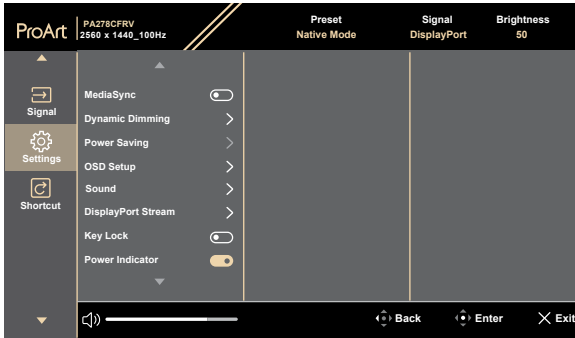 ProArt
PA278CFRV
2560 x 1440_100Hz
Preset
Native Mode
Signal
DisplayPort
Brightness
50
Signal
Settings
Shortcut
MediaSync
Dynamic Dimming
Power Saving
OSD Setup
Sound
DisplayPort Stream
Key Lock
Power Indicator
Back
Enter
Exit